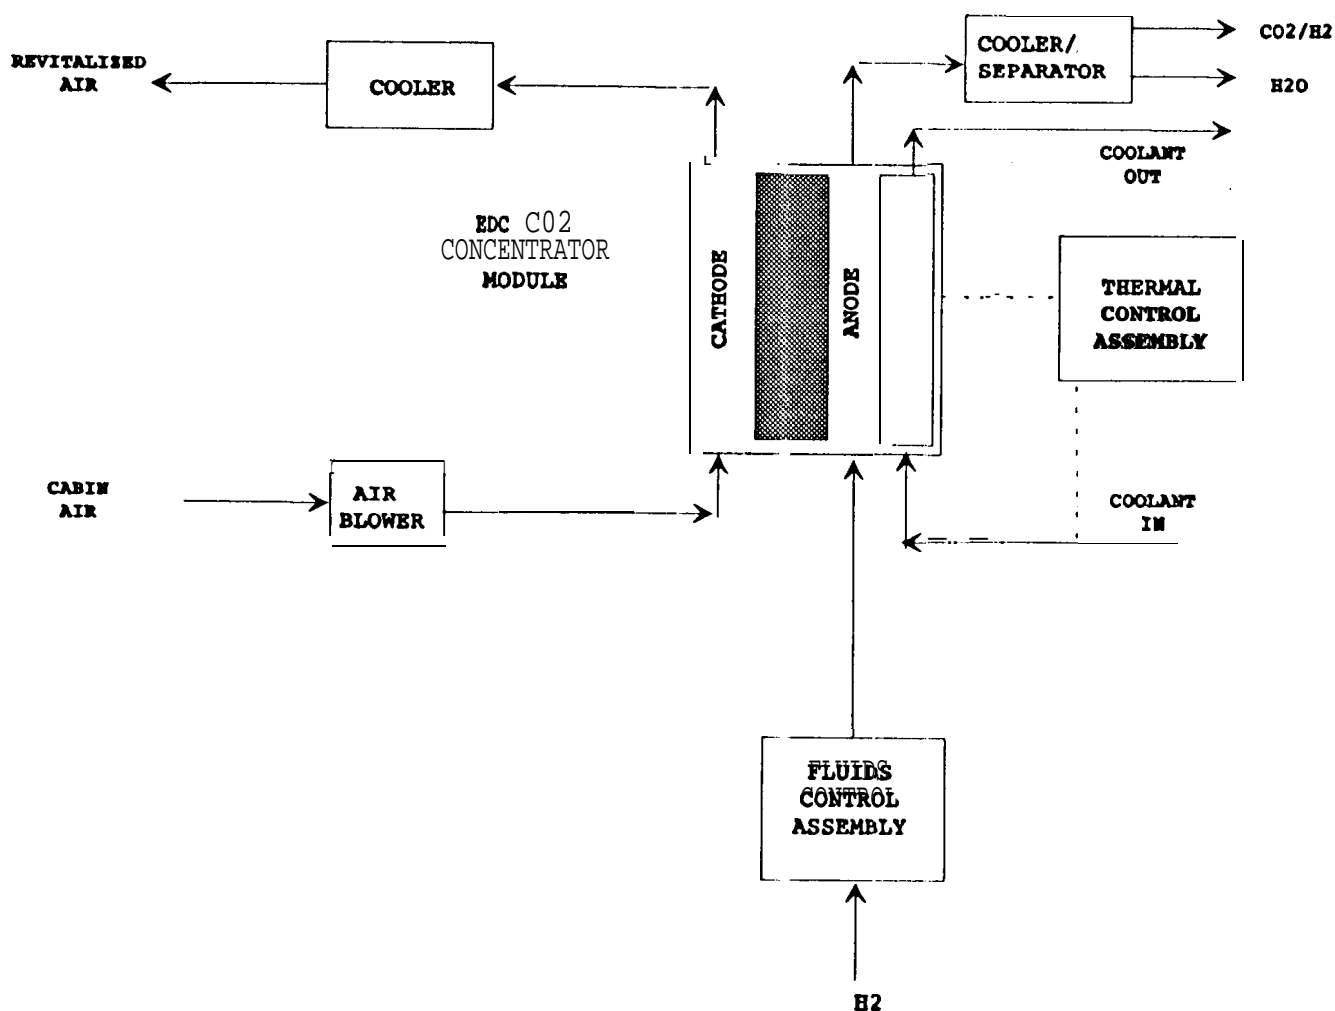 REVITALIZED
AIR
COOLER
COOLER/
SEPARATOR
CO2/H2
H2O
COOLANT
OUT
EDC CO2
CONCENTRATOR
MODULE
CATHODE
ANODE
THERMAL
CONTROL
ASSEMBLY
CABIN
AIR
AIR
BLOWER
COOLANT
IN
FLUIDS
CONTROL
ASSEMBLY
H2